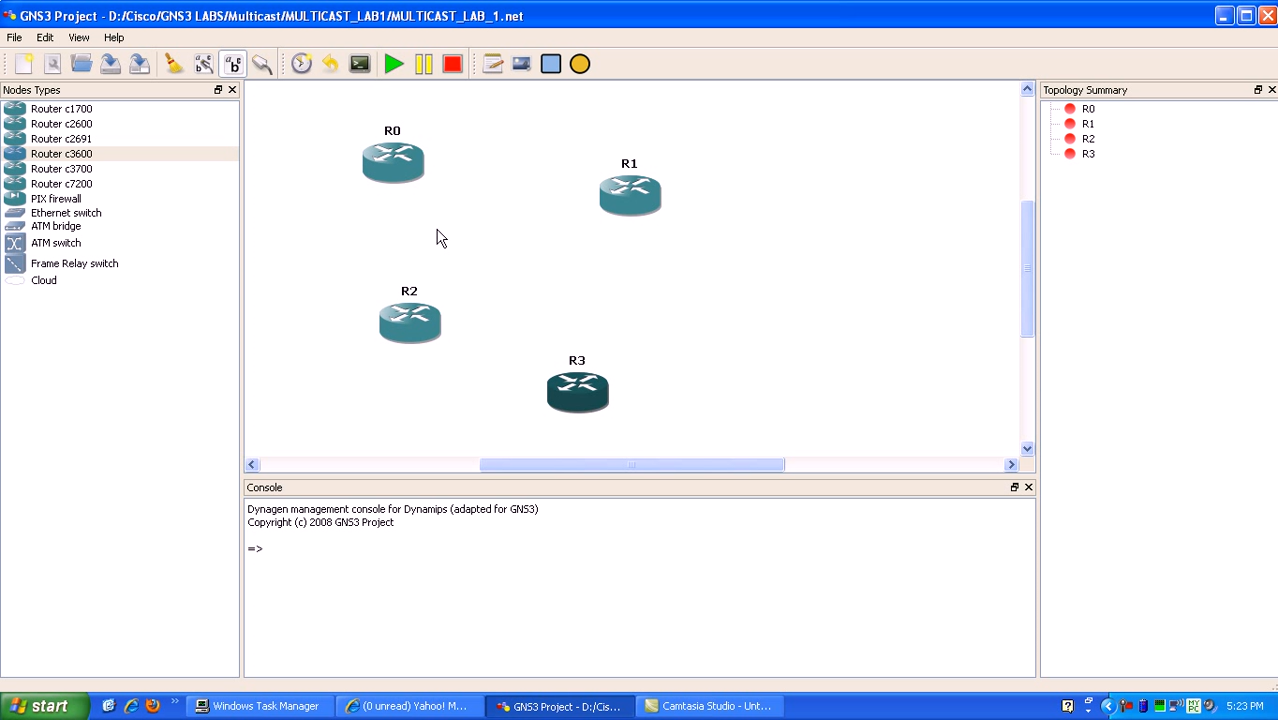 GNS3 Project - D:/Cisco/GNS3 LABS/Multicast/MULTICAST_LAB1/MULTICAST_LAB_1.net
File Edit View Help
Nodes Types
Router c1700
Router c2600
Router c2691
Router c3600
Router c3700
Router c7200
PIX firewall
Ethernet switch
ATM bridge
ATM switch
Frame Relay switch
Cloud
R0
R1
R2
R3
Topology Summary
R0
R1
R2
R3
Console
Dynagen management console for Dynamips (adapted for GNS3)
Copyright (c) 2008 GNS3 Project
=>
start
Windows Task Manager
(0 unread) Yahoo! M...
GNS3 Project - D:/Cis...
Camtasia Studio - Unt...
5:23 PM